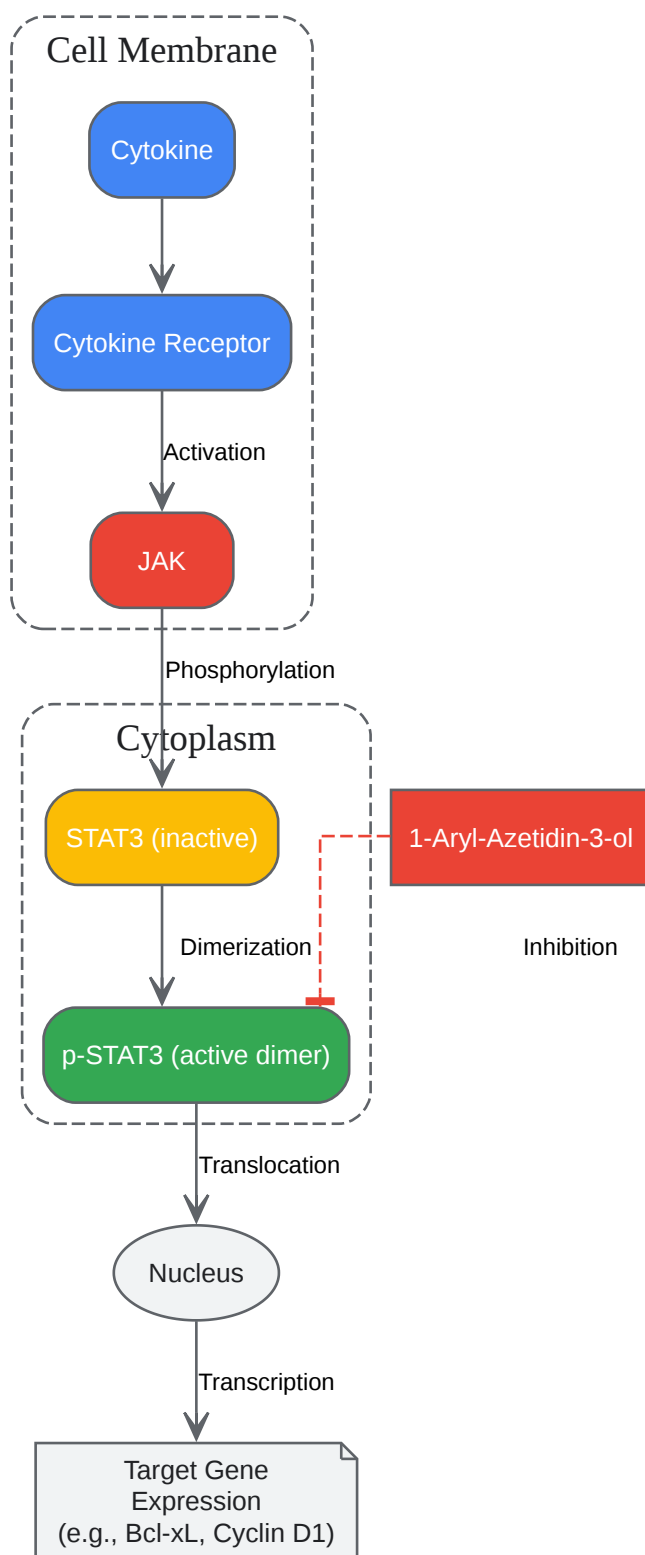 Cell Membrane
Cytokine
Cytokine Receptor
Activation
JAK
Phosphorylation
Cytoplasm
STAT3 (inactive)
1-Aryl-Azetidin-3-ol
Dimerization
Inhibition
p-STAT3 (active dimer)
Translocation
Nucleus
Transcription
Target Gene
Expression
(e.g., Bcl-xL, Cyclin D1)